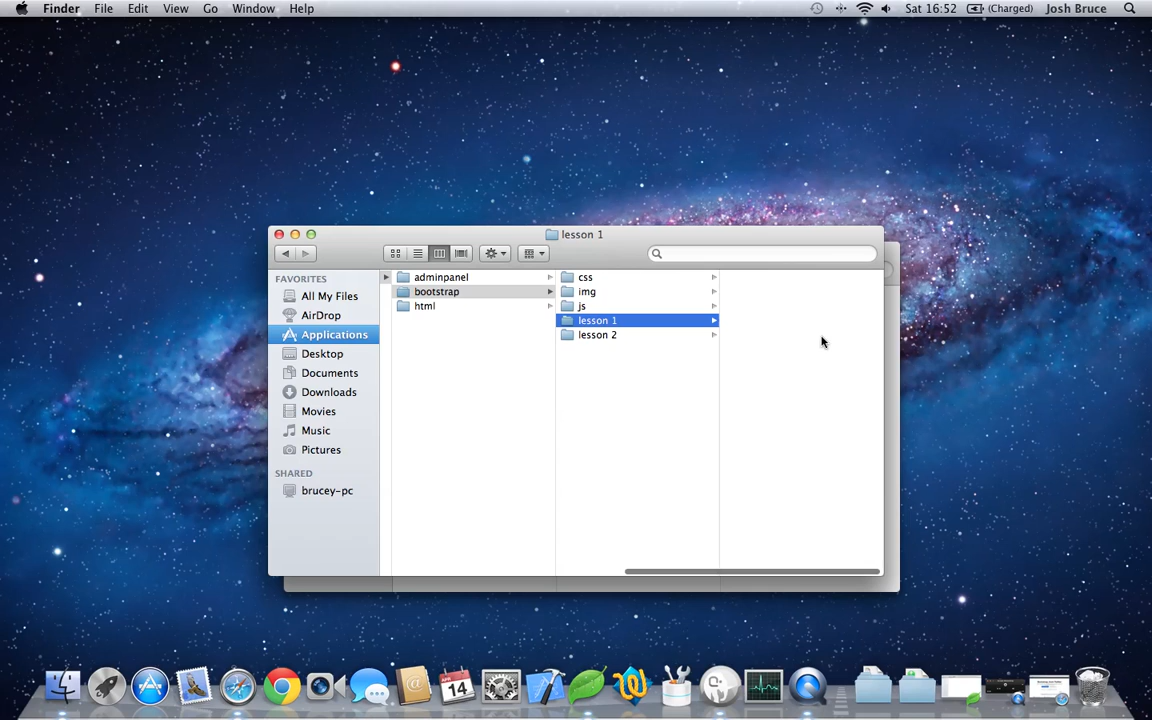 Finder File Edit View Go Window Help Sat 16:52 (Charged) Josh Bruce
lesson 1
FAVORITES
All My Files
AirDrop
Applications
Desktop
Documents
Downloads
Movies
Music
Pictures
SHARED
brucey-pc
adminpanel
bootstrap
html
css
img
js
lesson 1
lesson 2
APR
14